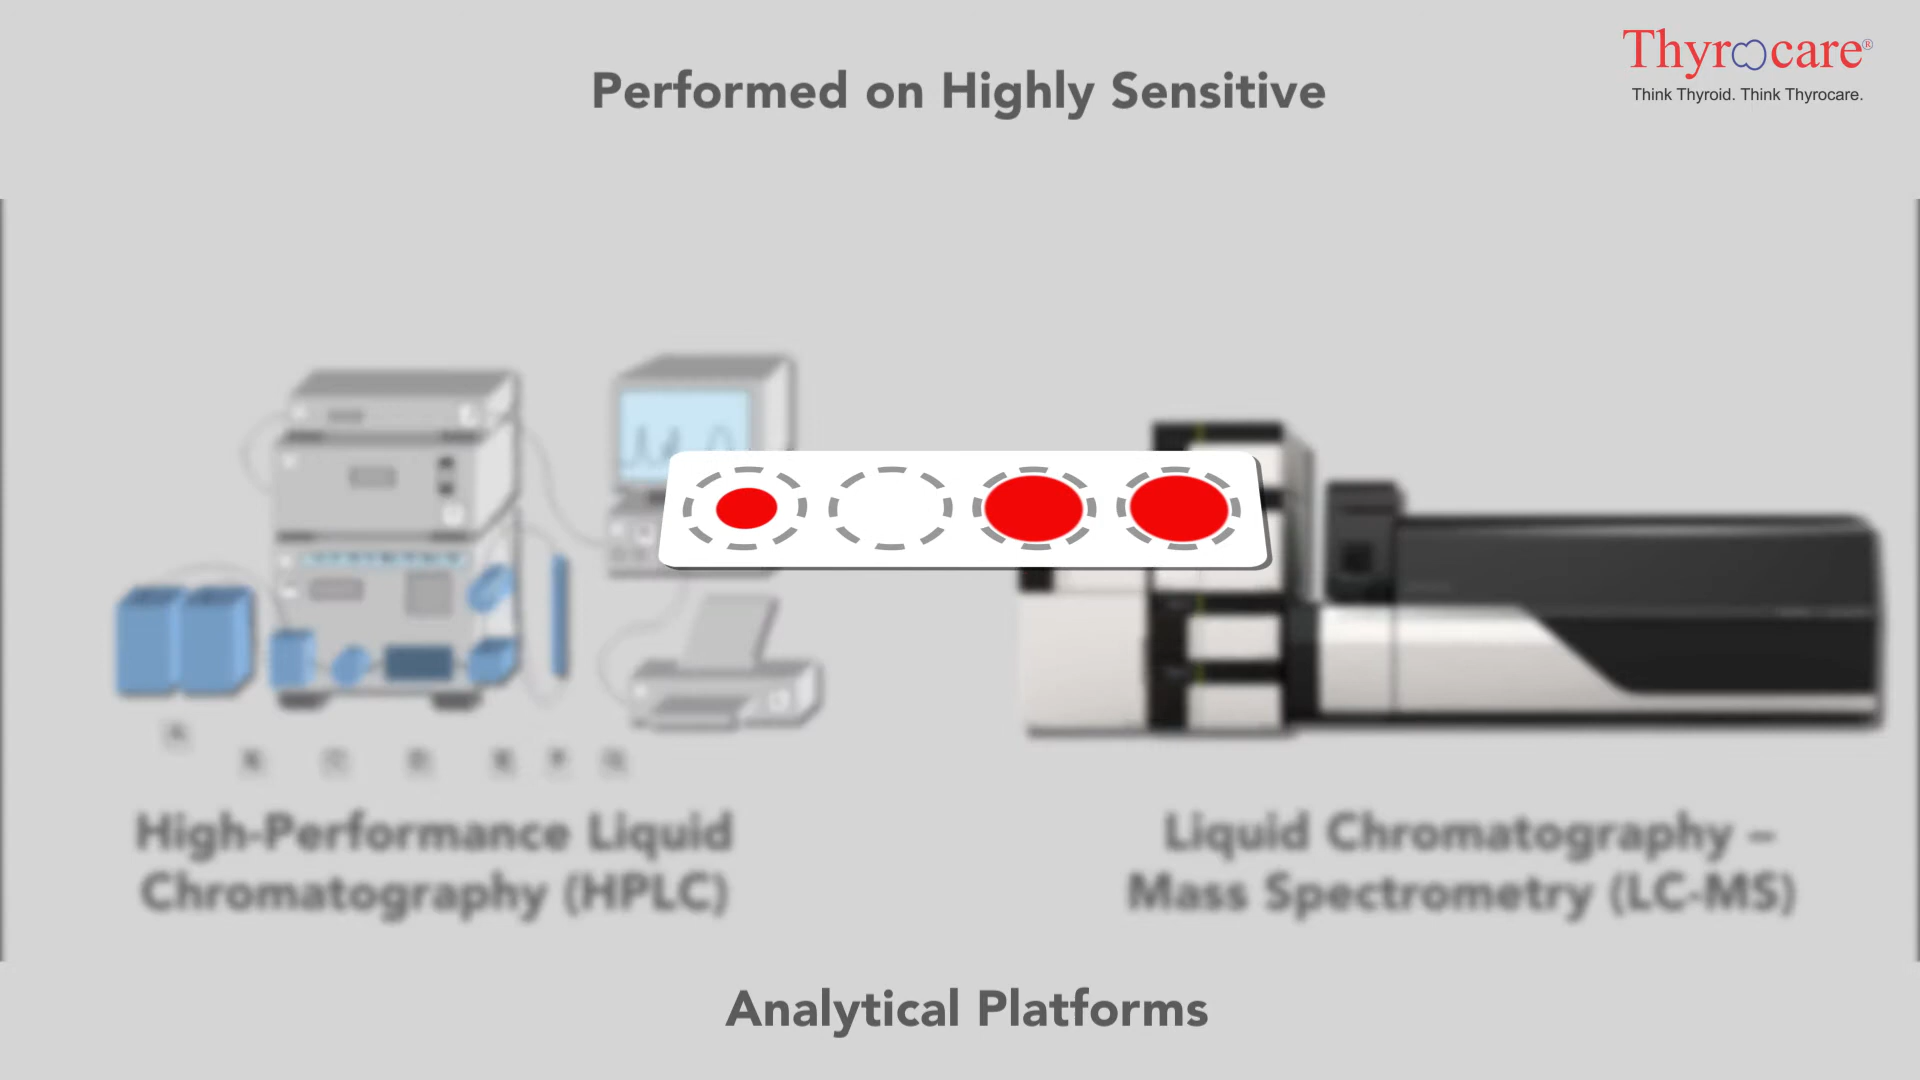 Thyrocare®
Think Thyroid. Think Thyrocare.
Performed on Highly Sensitive
High-Performance Liquid
Chromatography (HPLC)
Liquid Chromatography –
Mass Spectrometry (LC-MS)
Analytical Platforms